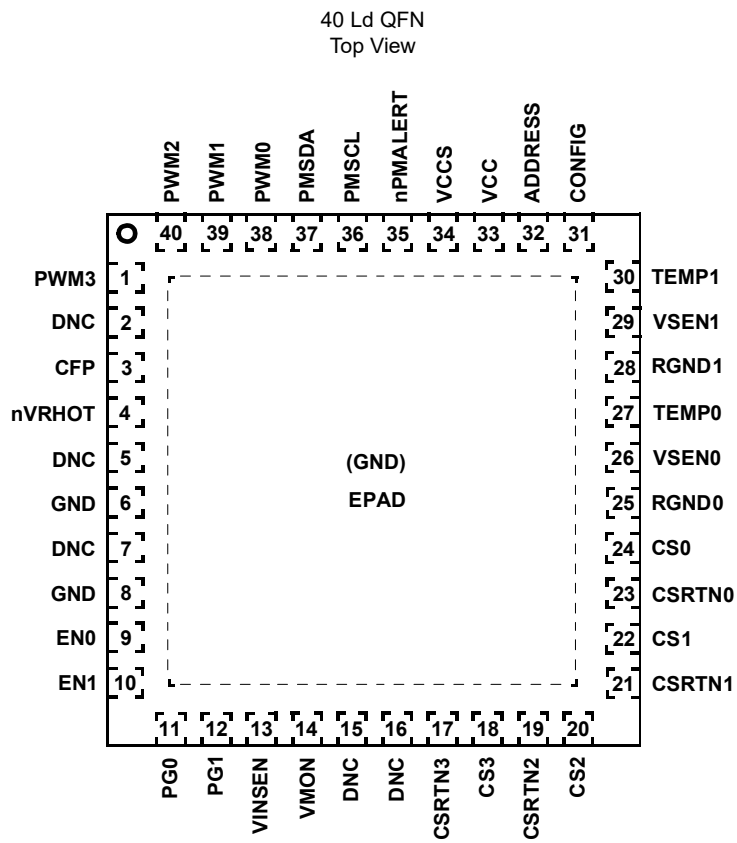 40 Ld QFN
Top View
PWM2
PWM1
PWM0
PMSDA
PMSCL
nPMALERT
VCCS
VCC
ADDRESS
CONFIG
40
39
38
37
36
35
34
33
32
31
PWM3 1
DNC 2
CFP 3
nVRHOT 4
DNC 5
GND 6
DNC 7
GND 8
EN0 9
EN1 10
(GND)
EPAD
30 TEMP1
29 VSEN1
28 RGND1
27 TEMP0
26 VSEN0
25 RGND0
24 CS0
23 CSRTN0
22 CS1
21 CSRTN1
11
12
13
14
15
16
17
18
19
20
PG0
PG1
VINSEN
VMON
DNC
DNC
CSRTN3
CS3
CSRTN2
CS2